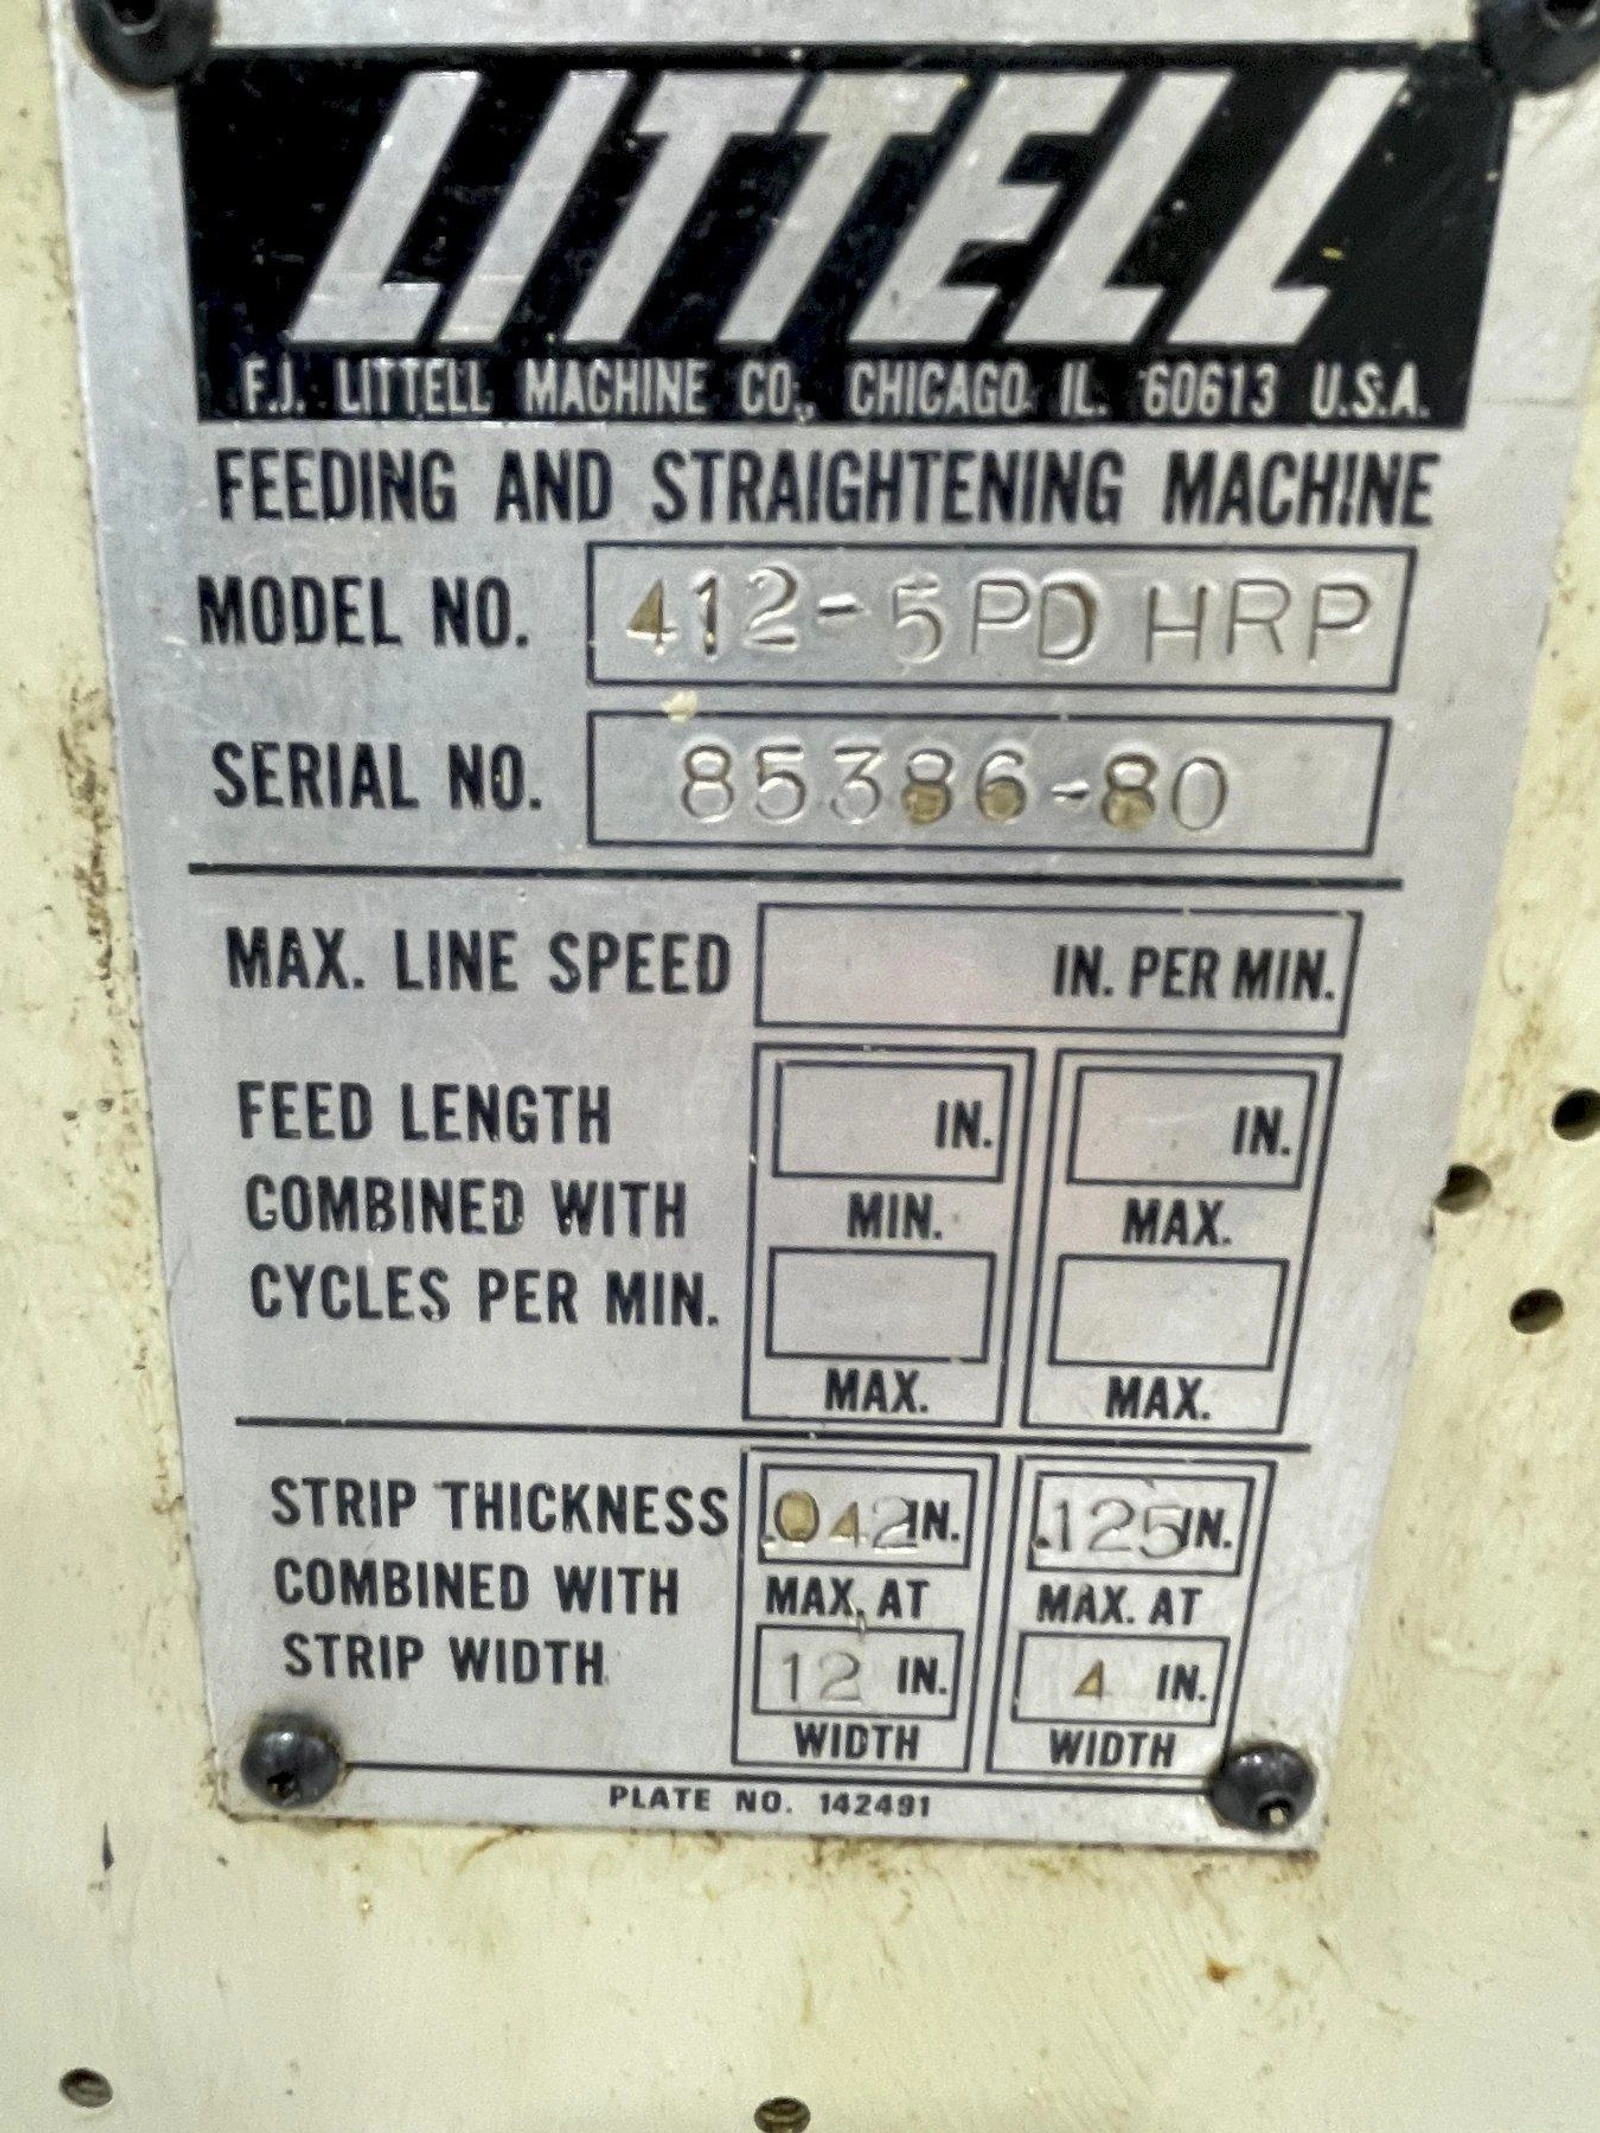 LITTELL
F.J. LITTELL MACHINE CO., CHICAGO IL. 60613 U.S.A.
FEEDING AND STRAIGHTENING MACHINE
MODEL NO. 412-5PD HRP
SERIAL NO. 85386-80
MAX. LINE SPEED IN. PER MIN.
FEED LENGTH IN. IN.
COMBINED WITH MIN. MAX.
CYCLES PER MIN.
MAX. MAX.
STRIP THICKNESS .042 IN. .125 IN.
COMBINED WITH MAX. AT MAX. AT
STRIP WIDTH 12 IN. 4 IN.
WIDTH WIDTH
PLATE NO. 142491